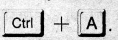 Ctrl + A.